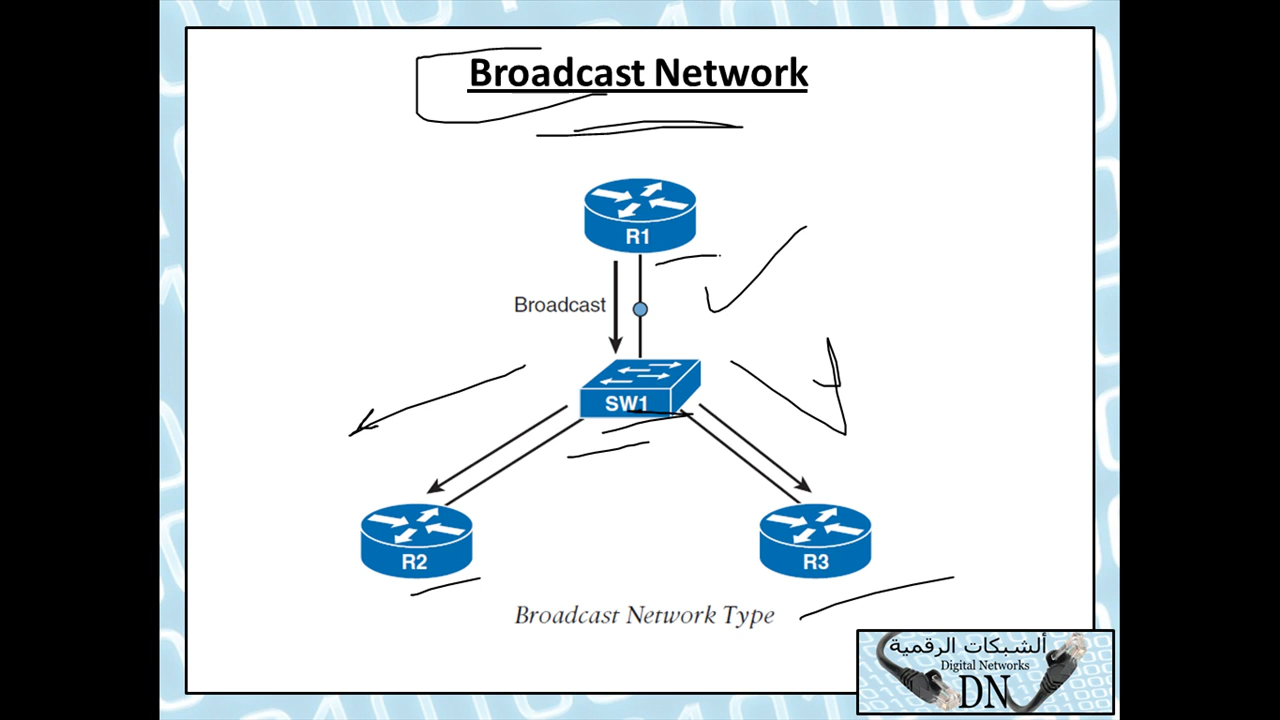 Broadcast Network
R1
Broadcast
SW1
R2
R3
Broadcast Network Type
ألشبكات الرقمية
Digital Networks
DN